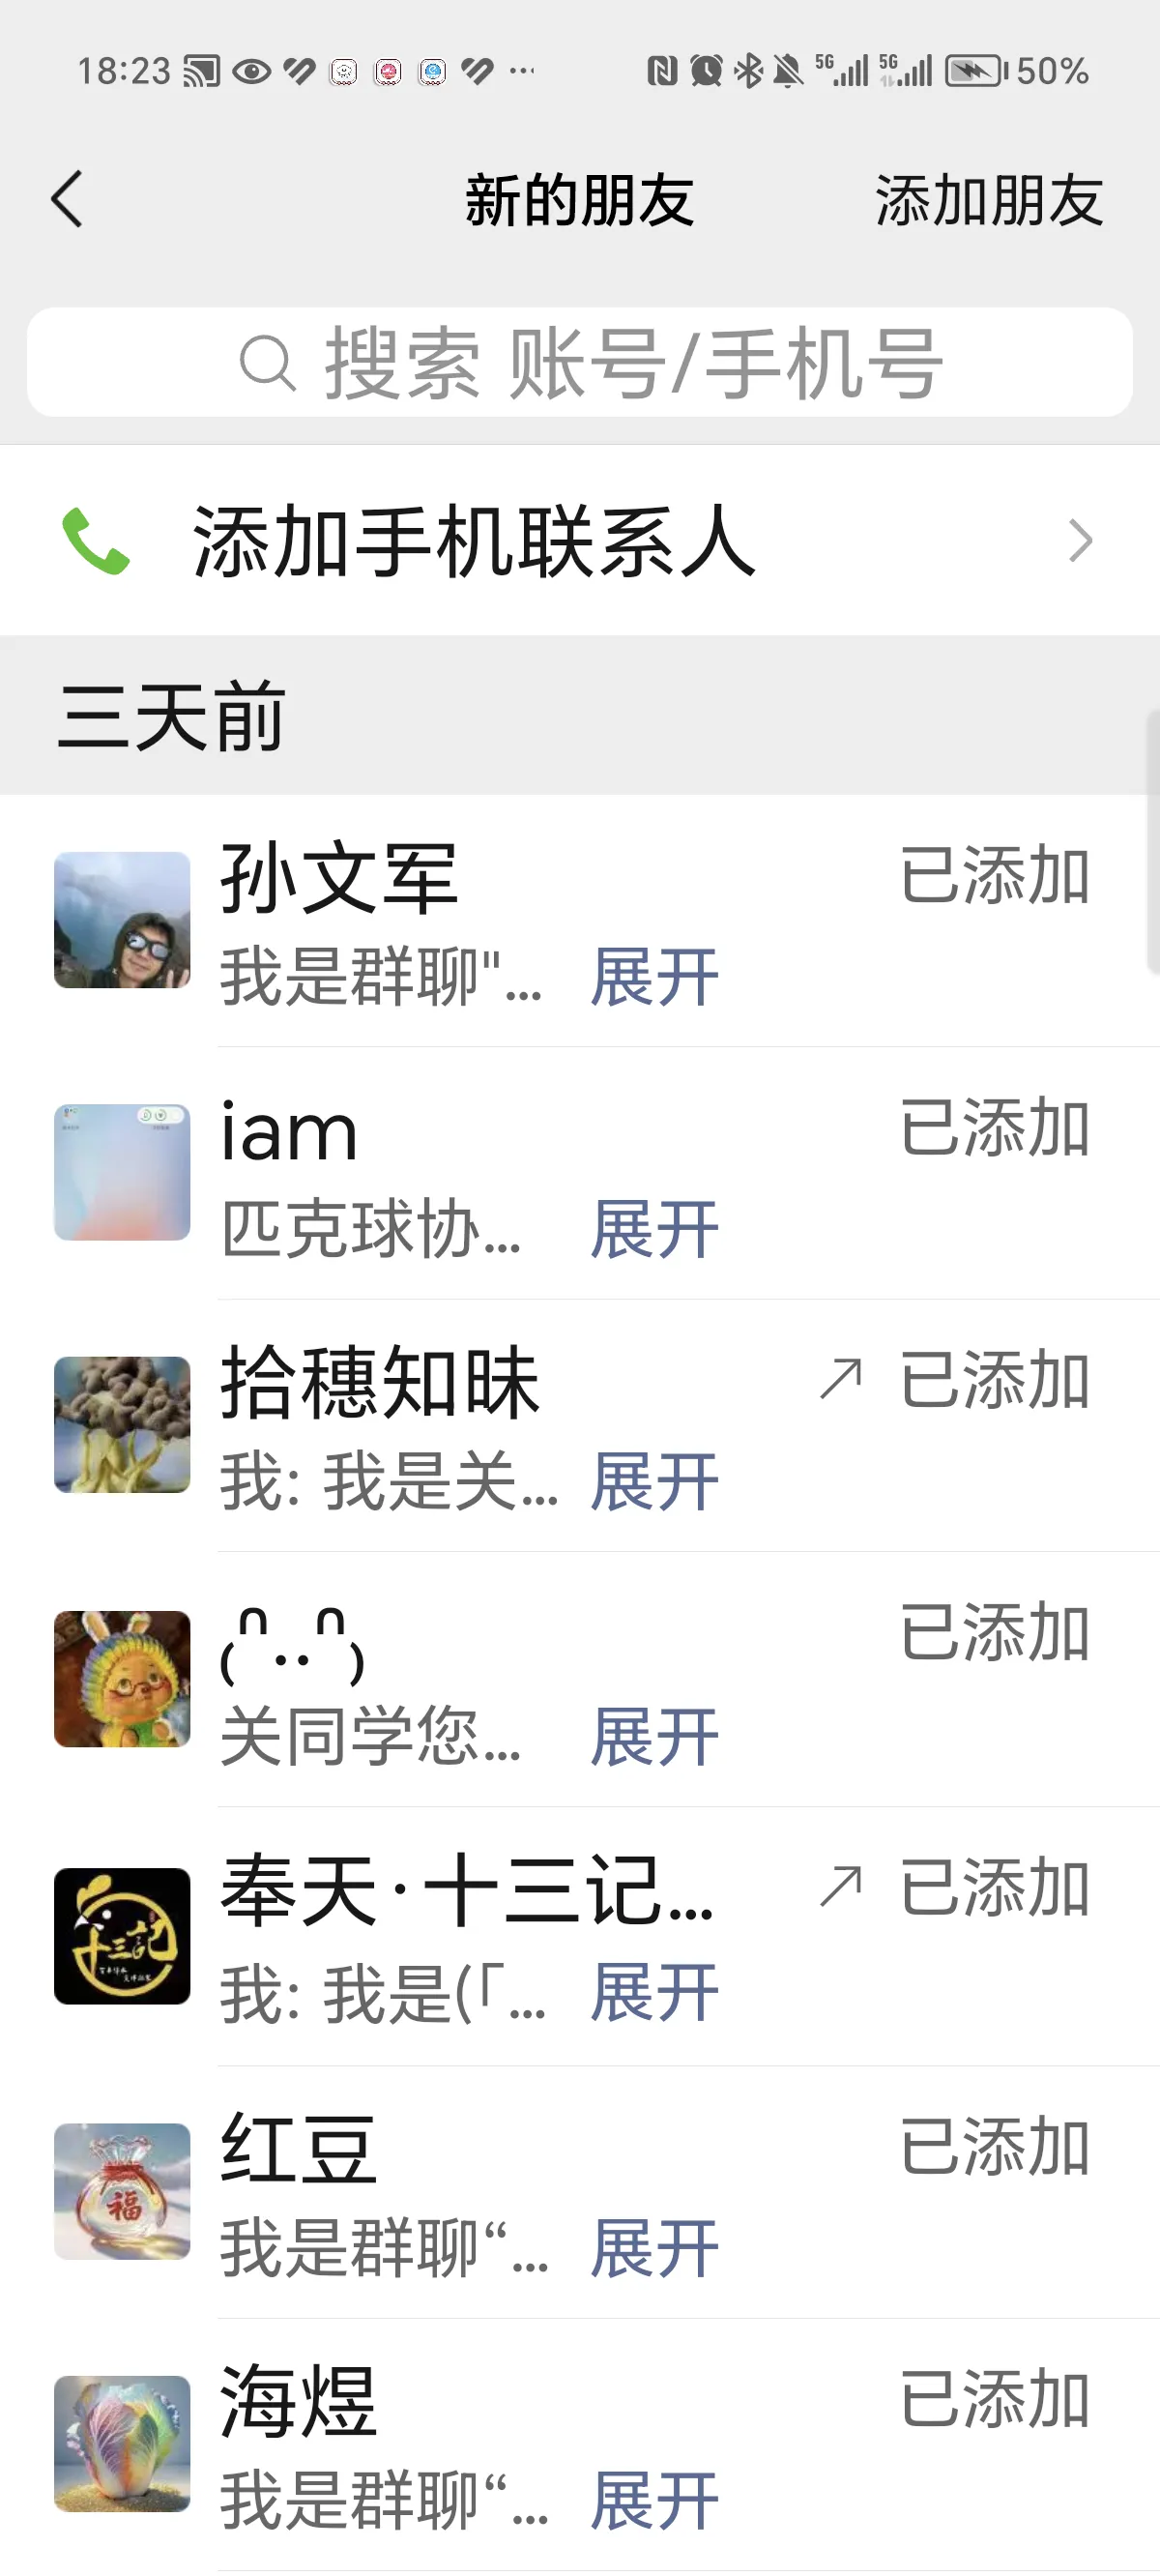 18:23 ... 5G 5G 50%
新的朋友 添加朋友
搜索 账号/手机号
添加手机联系人
三天前
孙文军 已添加
我是群聊"... 展开
iam 已添加
匹克球协... 展开
拾穗知昧 ↗ 已添加
我: 我是关... 展开
( ᑎ ·· ᑎ ) 已添加
关同学您... 展开
奉天·十三记... ↗ 已添加
十三記
我: 我是(「... 展开
红豆 已添加
福
我是群聊“... 展开
海煜 已添加
我是群聊“... 展开